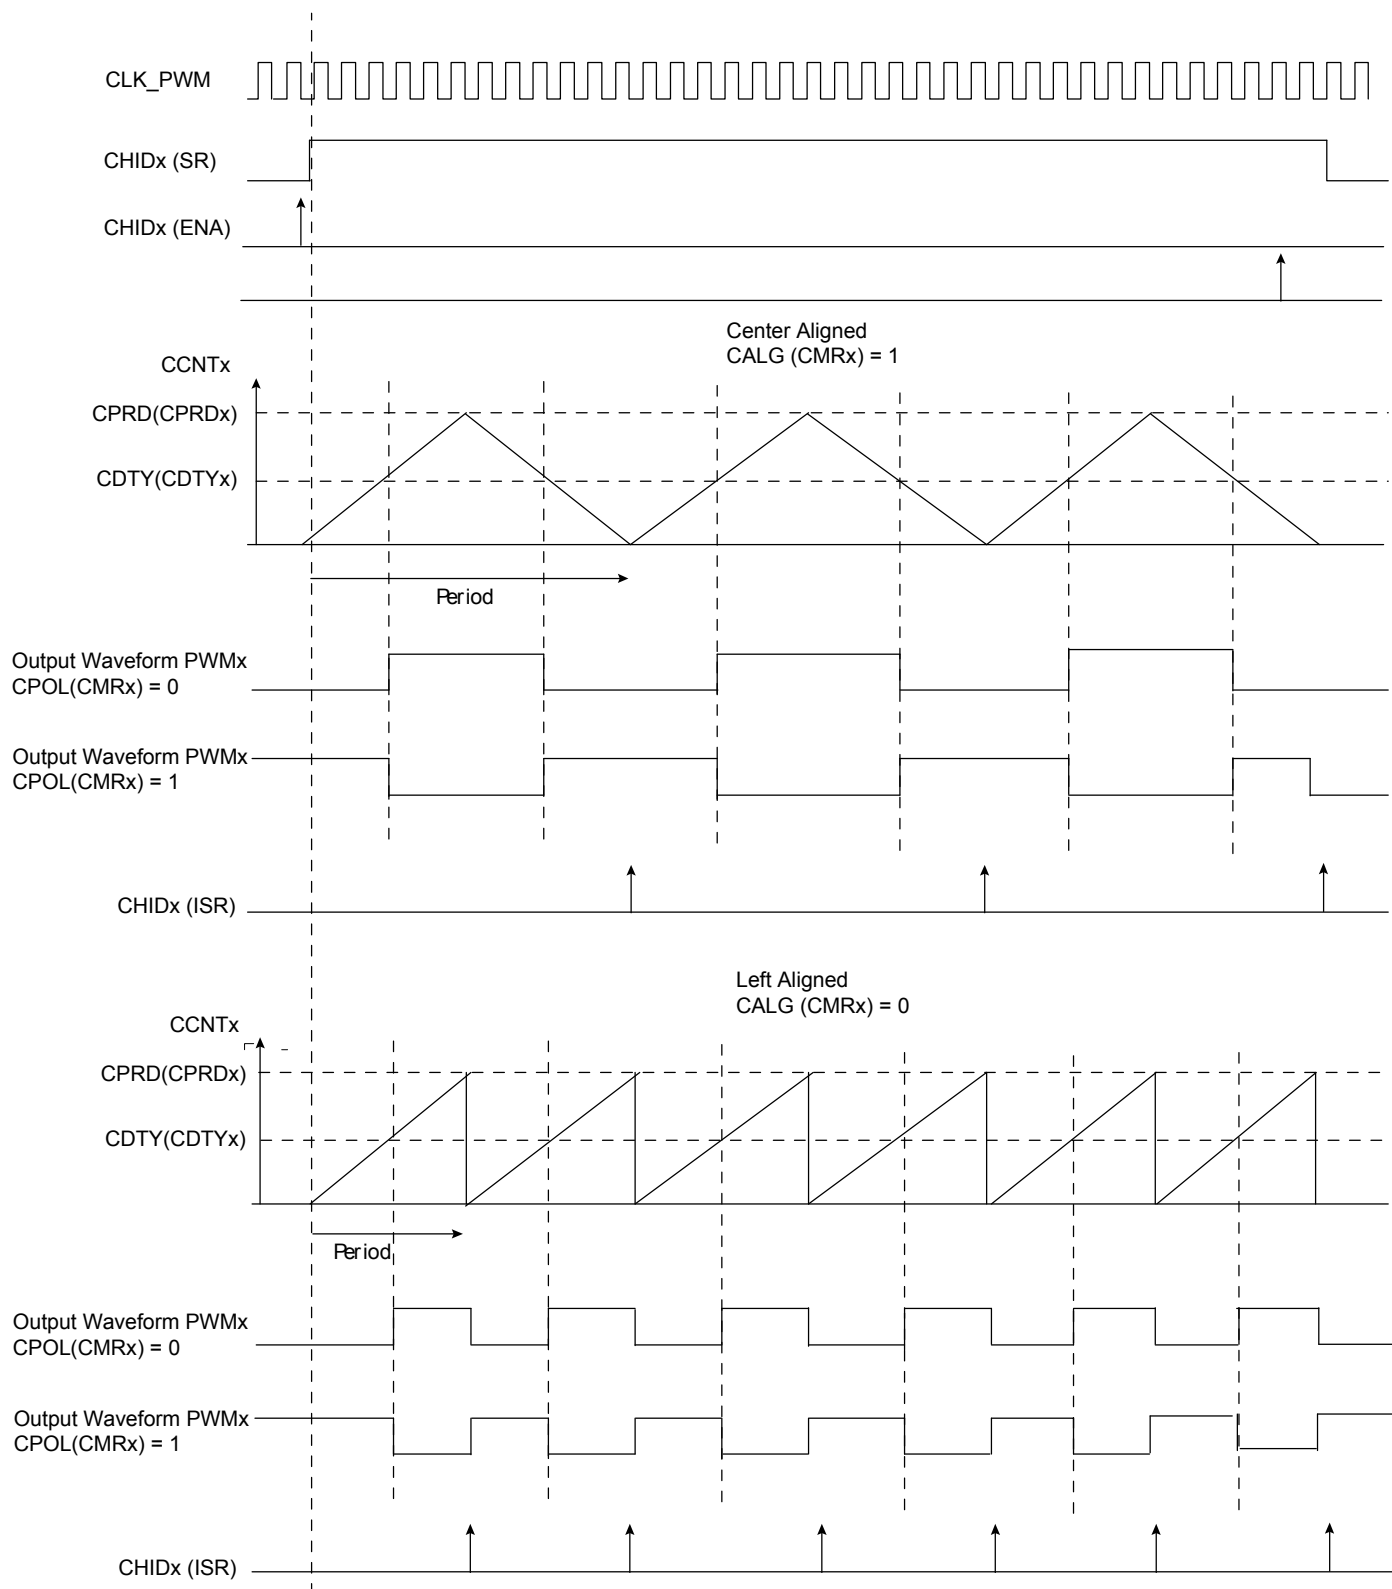 CLK_PWM
CHIDx (SR)
CHIDx (ENA)
Center Aligned
CALG (CMRx) = 1
CCNTx
CPRD(CPRDx)
CDTY(CDTYx)
Period
Output Waveform PWMx
CPOL(CMRx) = 0
Output Waveform PWMx
CPOL(CMRx) = 1
CHIDx (ISR)
Left Aligned
CALG (CMRx) = 0
CCNTx
CPRD(CPRDx)
CDTY(CDTYx)
Period
Output Waveform PWMx
CPOL(CMRx) = 0
Output Waveform PWMx
CPOL(CMRx) = 1
CHIDx (ISR)